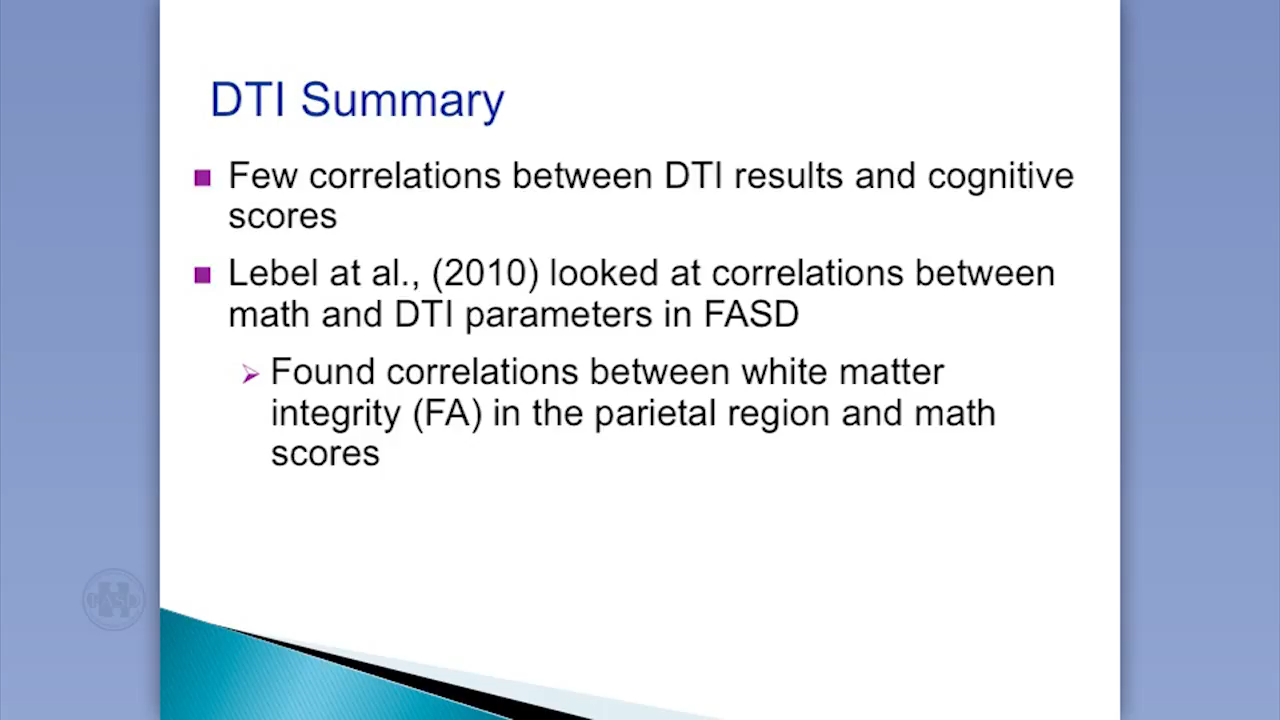 DTI Summary
Few correlations between DTI results and cognitive
scores
Lebel at al., (2010) looked at correlations between
math and DTI parameters in FASD
Found correlations between white matter
integrity (FA) in the parietal region and math
scores